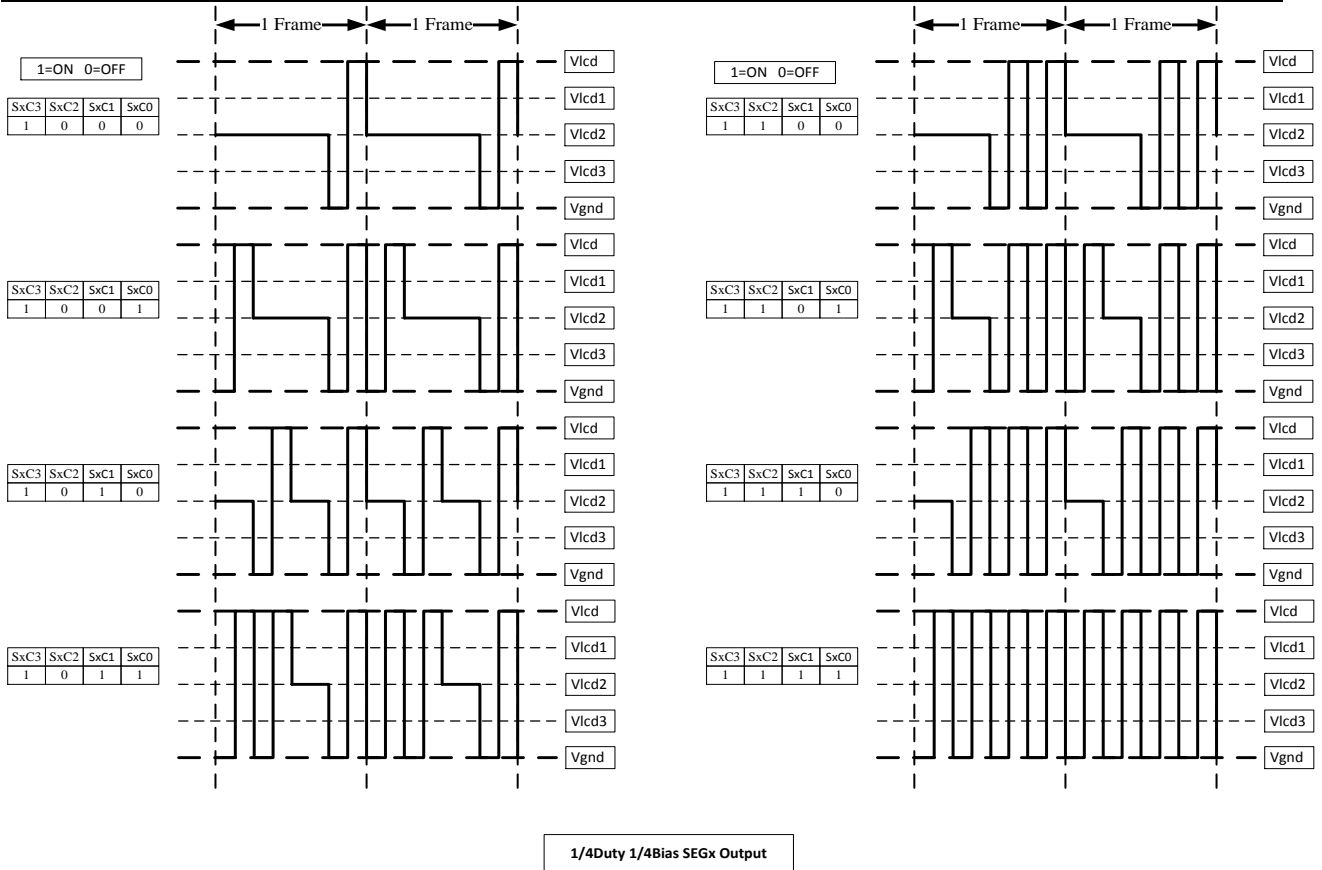 1 Frame 1 Frame
1=ON 0=OFF
SxC3 SxC2 SxC1 SxC0
1 0 0 0
Vlcd
Vlcd1
Vlcd2
Vlcd3
Vgnd
SxC3 SxC2 SxC1 SxC0
1 0 0 1
Vlcd
Vlcd1
Vlcd2
Vlcd3
Vgnd
SxC3 SxC2 SxC1 SxC0
1 0 1 0
Vlcd
Vlcd1
Vlcd2
Vlcd3
Vgnd
SxC3 SxC2 SxC1 SxC0
1 0 1 1
Vlcd
Vlcd1
Vlcd2
Vlcd3
Vgnd
1 Frame 1 Frame
1=ON 0=OFF
SxC3 SxC2 SxC1 SxC0
1 1 0 0
Vlcd
Vlcd1
Vlcd2
Vlcd3
Vgnd
SxC3 SxC2 SxC1 SxC0
1 1 0 1
Vlcd
Vlcd1
Vlcd2
Vlcd3
Vgnd
SxC3 SxC2 SxC1 SxC0
1 1 1 0
Vlcd
Vlcd1
Vlcd2
Vlcd3
Vgnd
SxC3 SxC2 SxC1 SxC0
1 1 1 1
Vlcd
Vlcd1
Vlcd2
Vlcd3
Vgnd
1/4Duty 1/4Bias SEGx Output